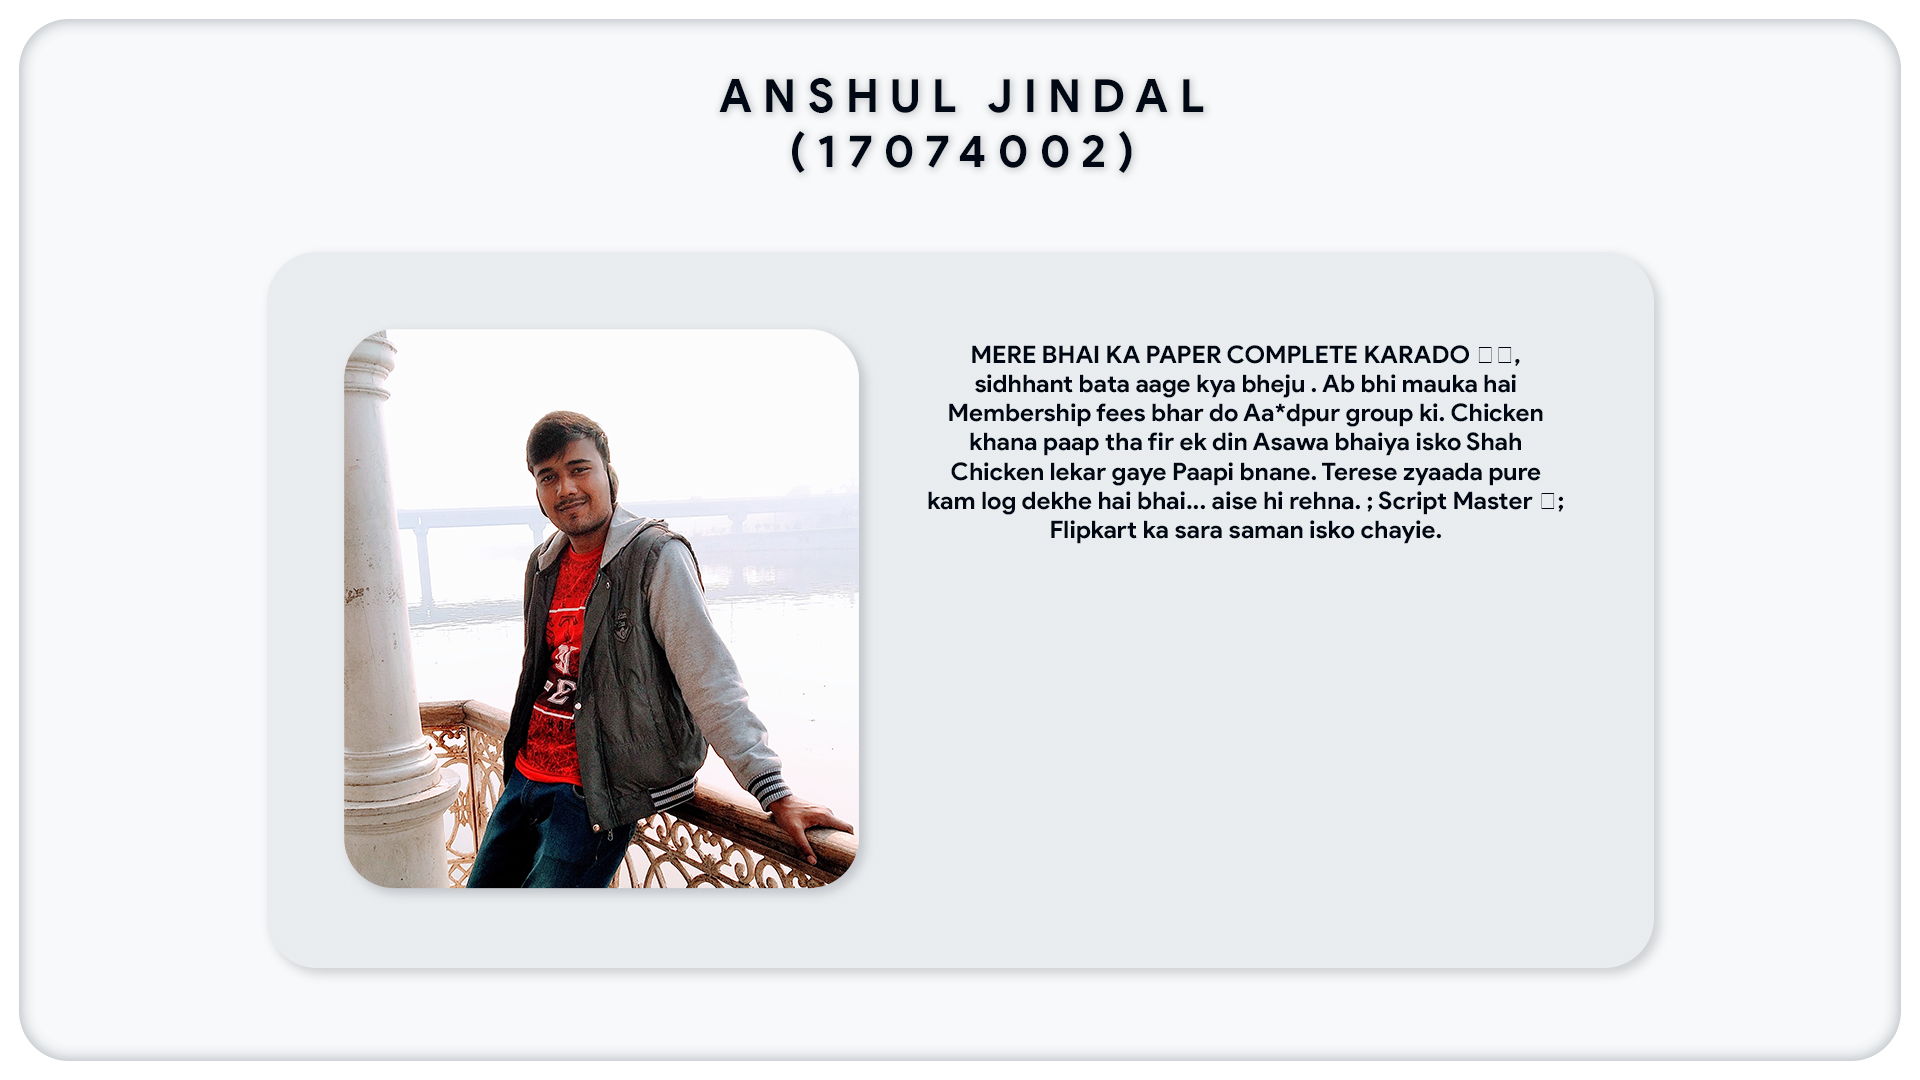 ANSHUL JINDAL
(17074002)
MERE BHAI KA PAPER COMPLETE KARADO □□,
sidhhant bata aage kya bheju . Ab bhi mauka hai
Membership fees bhar do Aa*dpur group ki. Chicken
khana paap tha fir ek din Asawa bhaiya isko Shah
Chicken lekar gaye Paapi bnane. Terese zyaada pure
kam log dekhe hai bhai... aise hi rehna. ; Script Master □;
Flipkart ka sara saman isko chayie.